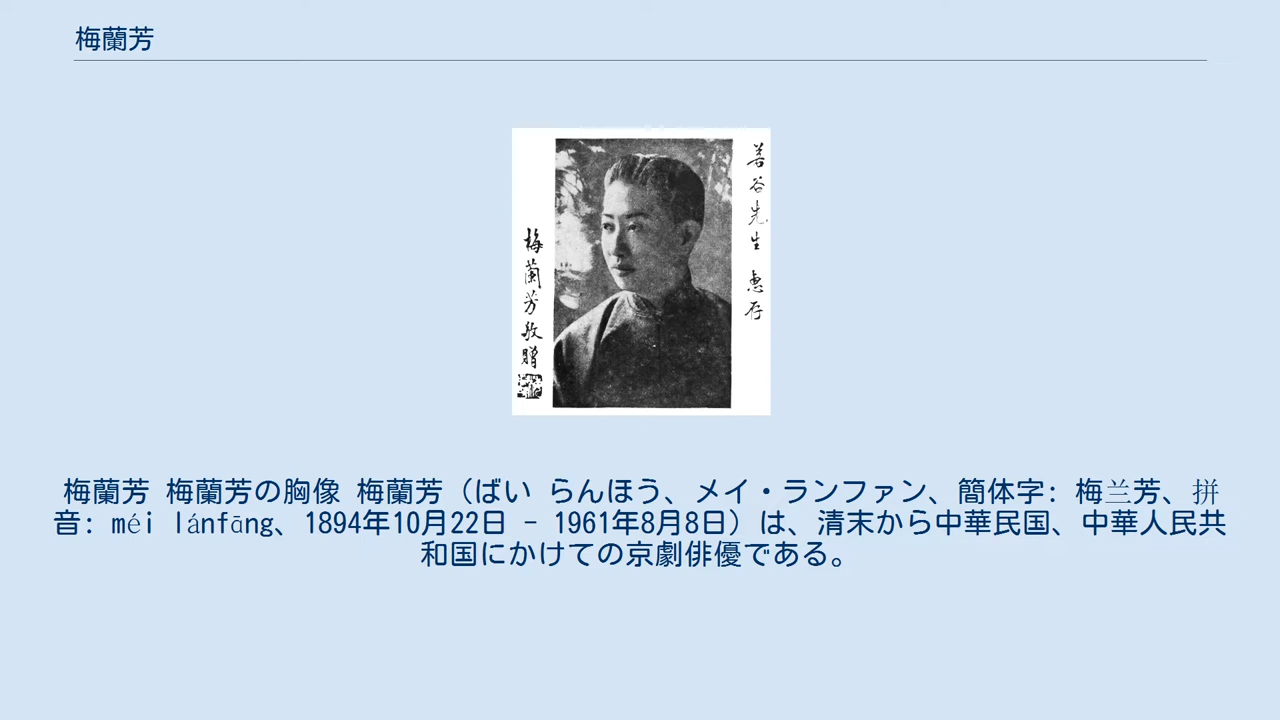 梅蘭芳
善谷先生 惠存
梅蘭芳敬贈
梅蘭芳 梅蘭芳の胸像 梅蘭芳（ばい らんほう、メイ・ランファン、簡体字: 梅兰芳、拼
音: méi lánfāng、1894年10月22日 - 1961年8月8日）は、清末から中華民国、中華人民共
和国にかけての京劇俳優である。